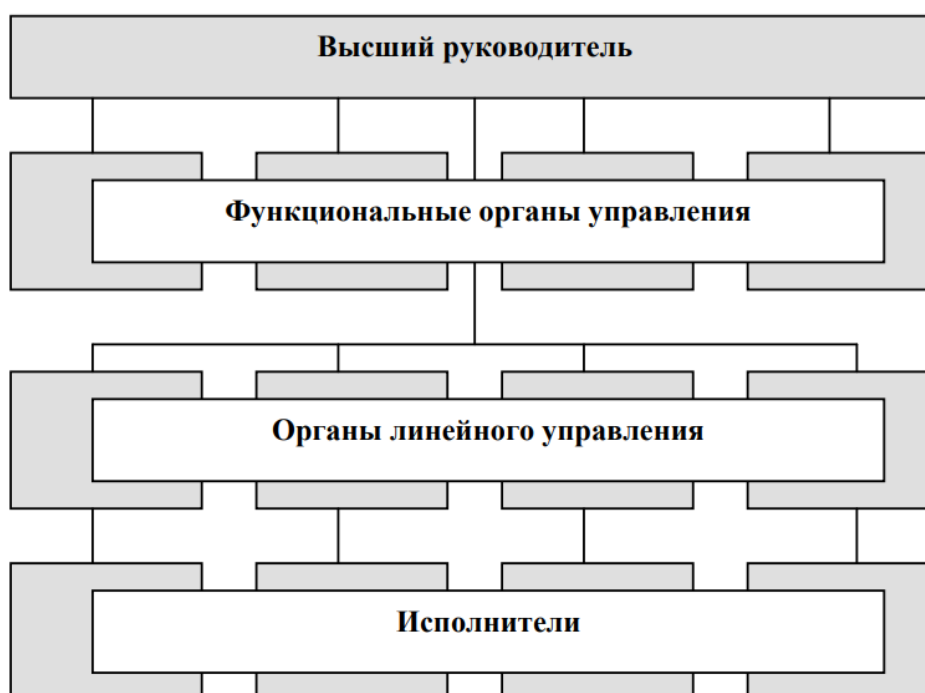 Высший руководитель
Функциональные органы управления
Органы линейного управления
Исполнители